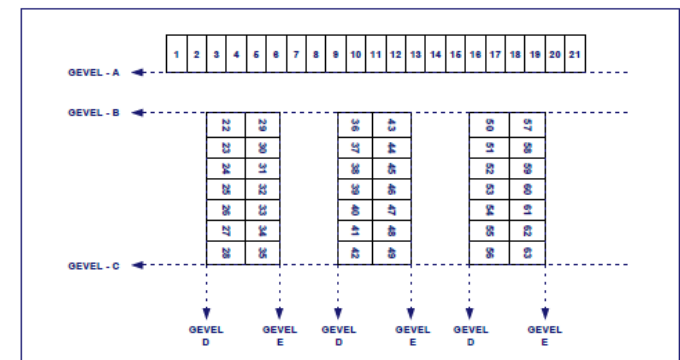 1 2 3 4 5 6 7 8 9 10 11 12 13 14 15 16 17 18 19 20 21
GEVEL - A
GEVEL - B
22 29 36 43 50 57
23 30 37 44 51 58
24 31 38 45 52 59
25 32 39 46 53 60
26 33 40 47 54 61
27 34 41 48 55 62
28 35 42 49 56 63
GEVEL - C
GEVEL GEVEL GEVEL GEVEL GEVEL GEVEL
D E D E D E